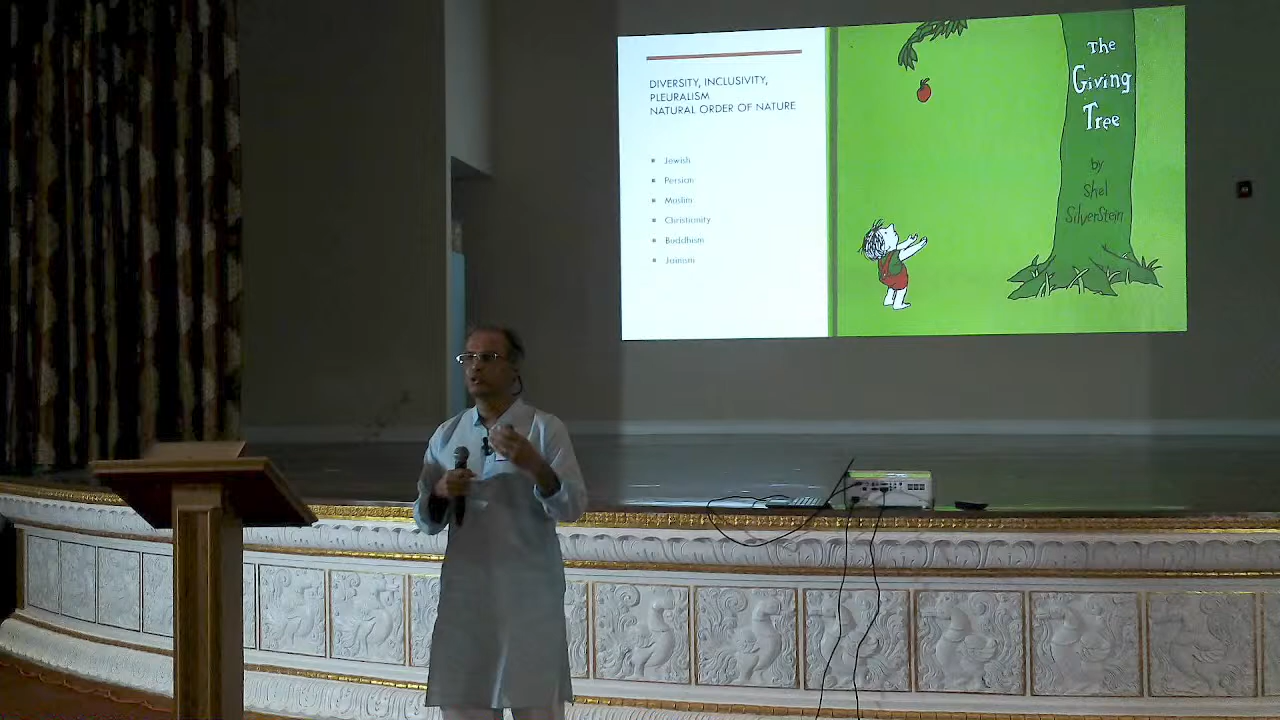 DIVERSITY, INCLUSIVITY,
PLEURALISM
NATURAL ORDER OF NATURE
Jewish
Persian
Muslim
Christianity
Buddhism
Jainism
The
Giving
Tree
by
Shel
Silverstein